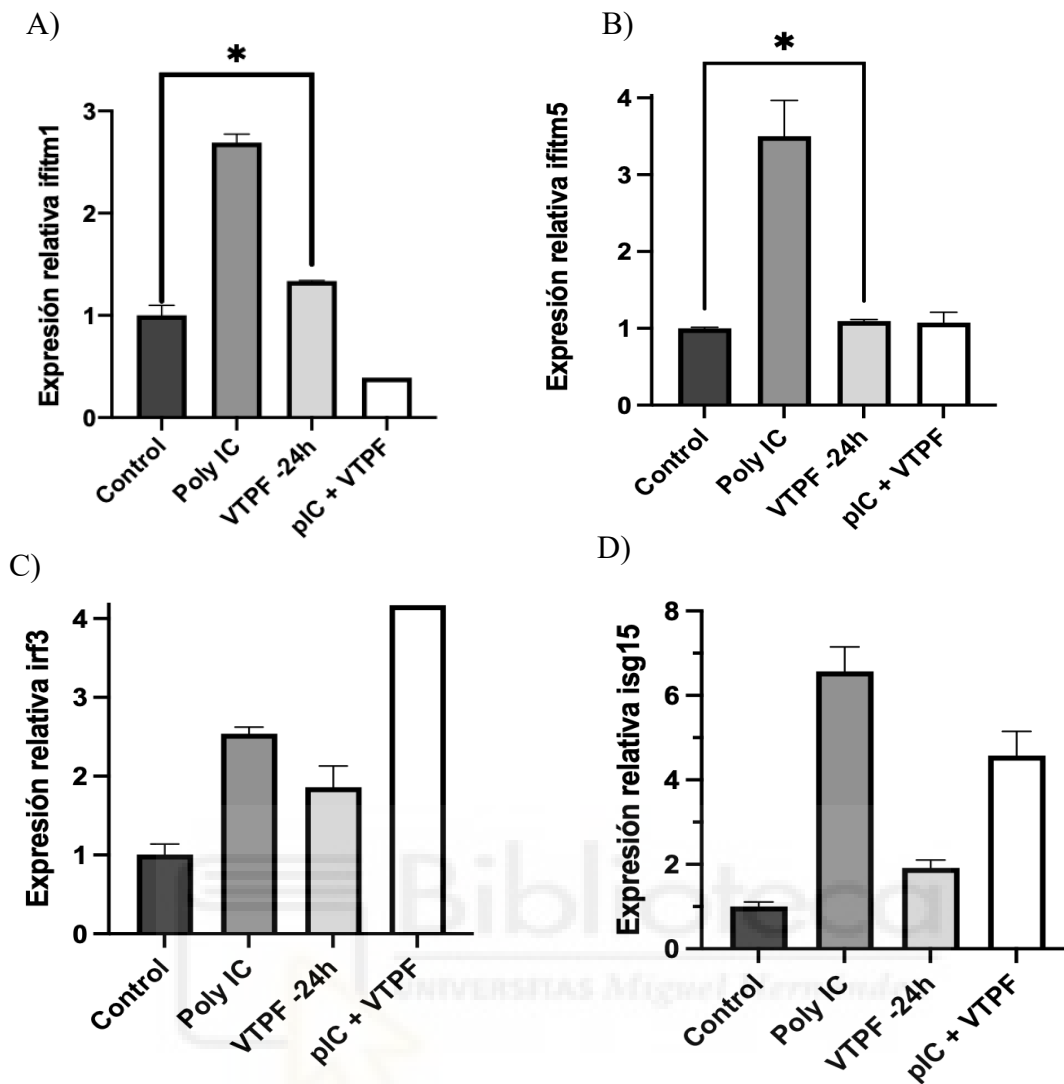 A)
*
Expresión relativa ifitm1
3
2
1
0
Control
Poly IC
VTPF -24h
pIC + VTPF
B)
*
Expresión relativa ifitm5
4
3
2
1
0
Control
Poly IC
VTPF -24h
pIC + VTPF
C)
Expresión relativa irf3
4
3
2
1
0
Control
Poly IC
VTPF -24h
pIC + VTPF
D)
Expresión relativa isg15
8
6
4
2
0
Control
Poly IC
VTPF -24h
pIC + VTPF
Biblioteca
UNIVERSITAS Miguel Hernández